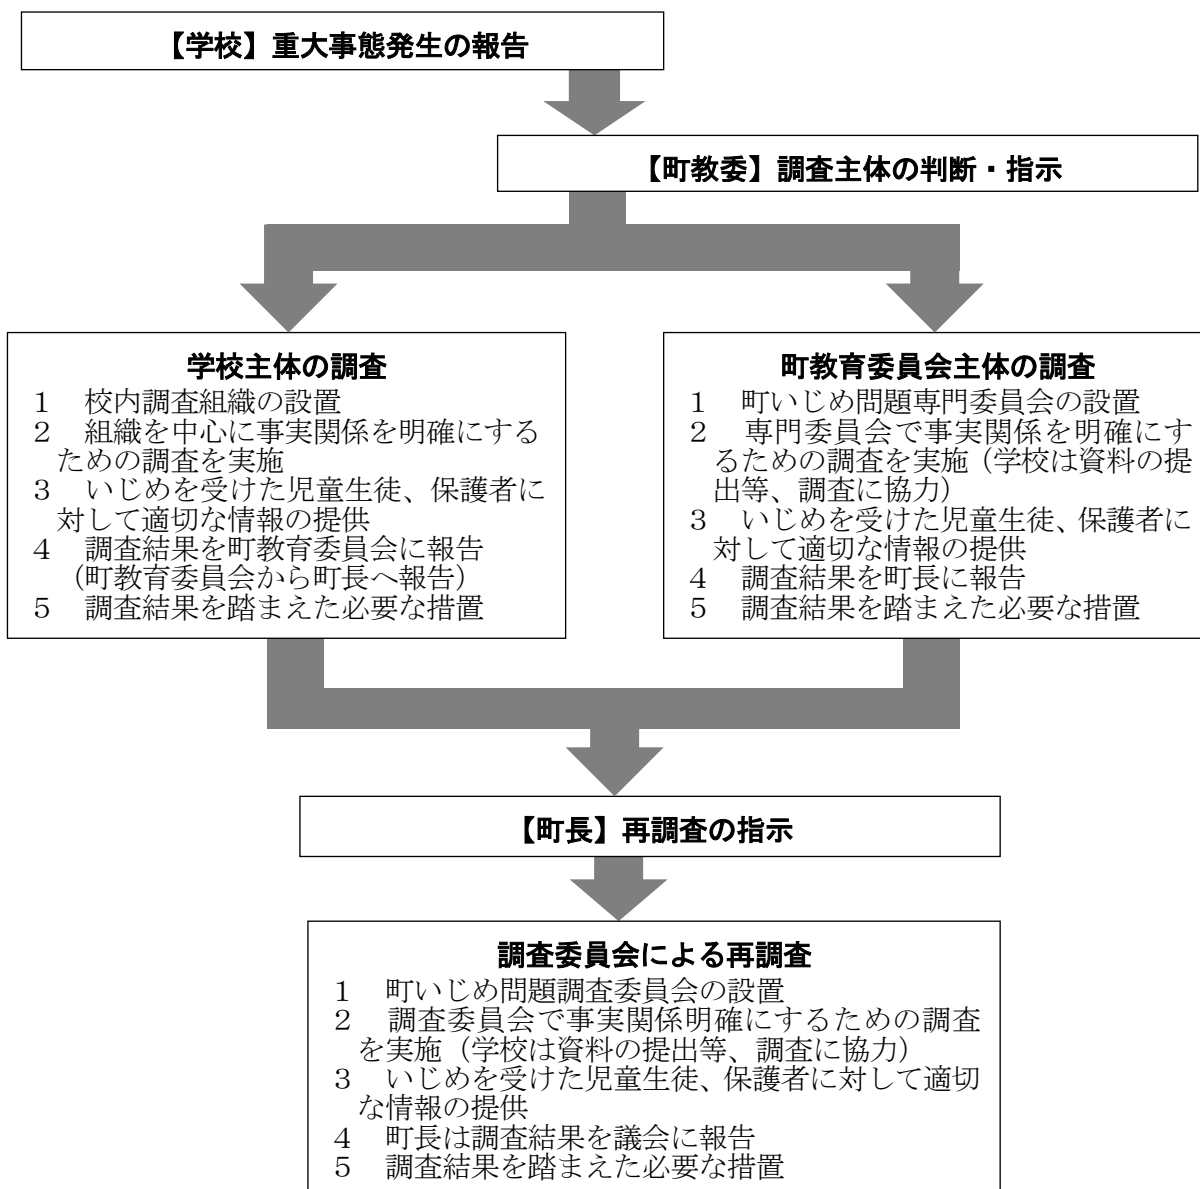 【学校】重大事態発生の報告
【町教委】調査主体の判断・指示
学校主体の調査
1 校内調査組織の設置
2 組織を中心に事実関係を明確にする
ための調査を実施
3 いじめを受けた児童生徒、保護者に
対して適切な情報の提供
4 調査結果を町教育委員会に報告
（町教育委員会から町長へ報告）
5 調査結果を踏まえた必要な措置
町教育委員会主体の調査
1 町いじめ問題専門委員会の設置
2 専門委員会で事実関係を明確にす
るための調査を実施（学校は資料の提
出等、調査に協力）
3 いじめを受けた児童生徒、保護者に
対して適切な情報の提供
4 調査結果を町長に報告
5 調査結果を踏まえた必要な措置
【町長】再調査の指示
調査委員会による再調査
1 町いじめ問題調査委員会の設置
2 調査委員会で事実関係明確にするための調査
を実施（学校は資料の提出等、調査に協力）
3 いじめを受けた児童生徒、保護者に対して適切
な情報の提供
4 町長は調査結果を議会に報告
5 調査結果を踏まえた必要な措置